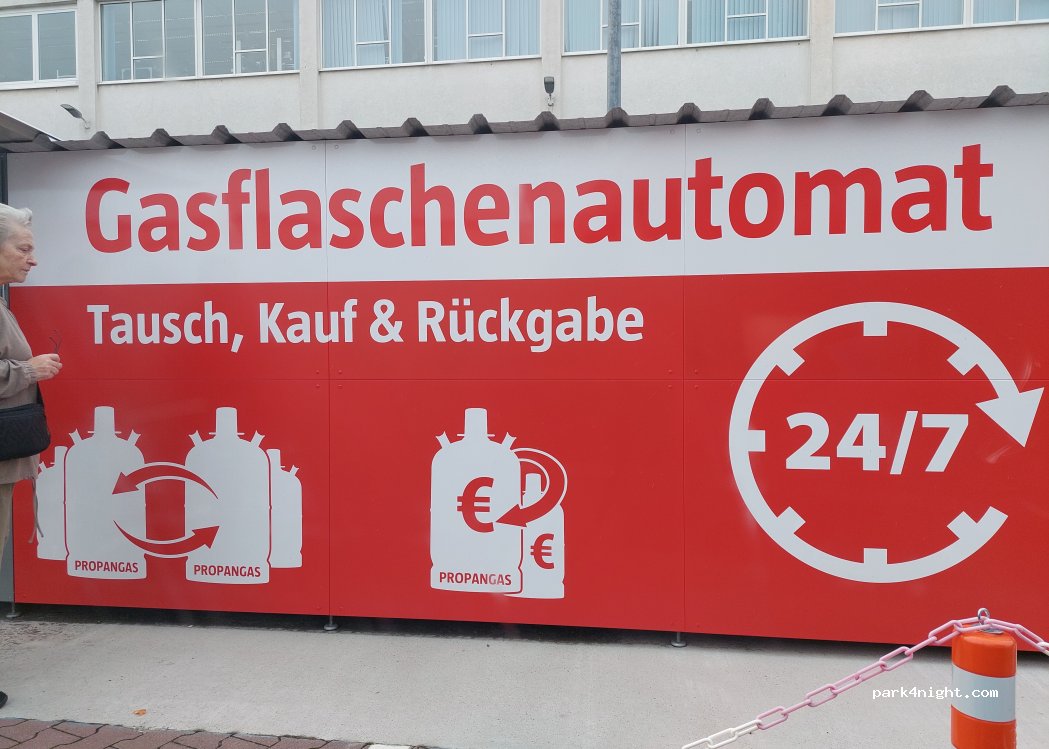 Gasflaschenautomat
Tausch, Kauf & Rückgabe
24/7
€
€
PROPANGAS
PROPANGAS
PROPANGAS
park4night.com